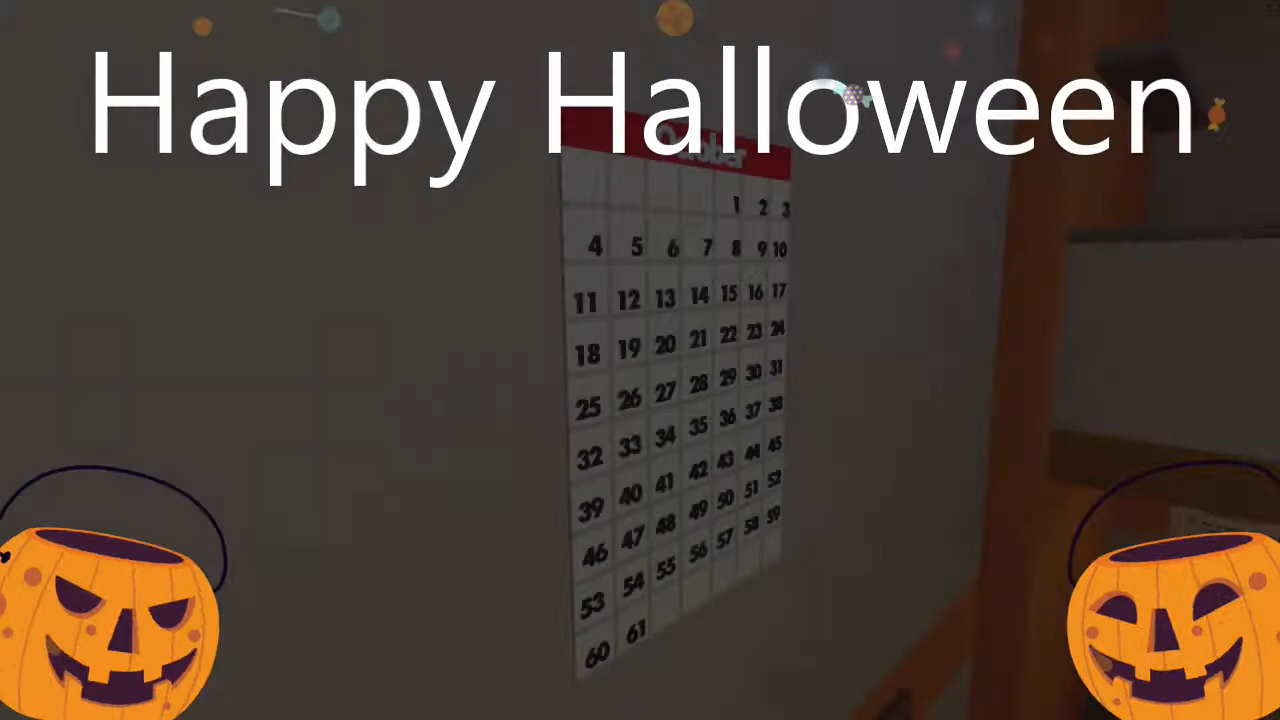 Happy Halloween
October
1 2 3
4 5 6 7 8 9 10
11 12 13 14 15 16 17
18 19 20 21 22 23 24
25 26 27 28 29 30 31
32 33 34 35 36 37 38
39 40 41 42 43 44 45
46 47 48 49 50 51 52
53 54 55 56 57 58 59
60 61